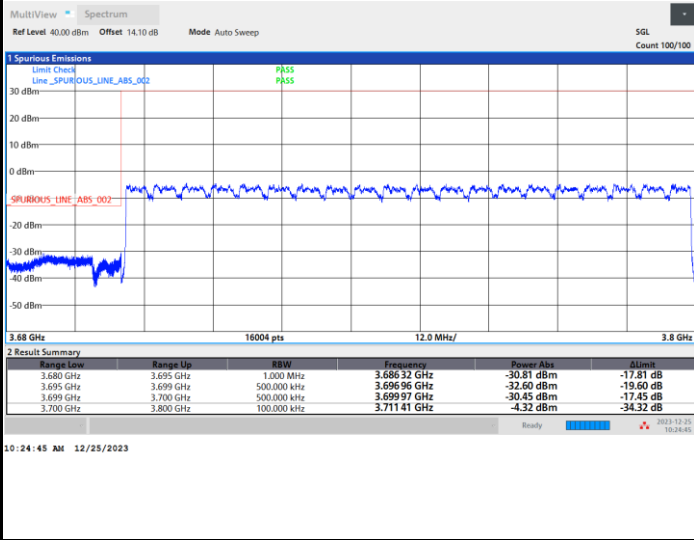 MultiView Spectrum
Ref Level 40.00 dBm Offset 14.10 dB Mode Auto Sweep SGL
Count 100/100
1 Spurious Emissions
Limit Check PASS
Line _SPURIOUS_LINE_ABS_002 PASS
30 dBm
20 dBm
10 dBm
0 dBm
_SPURIOUS_LINE_ABS_002
-20 dBm
-30 dBm
-40 dBm
-50 dBm
3.68 GHz 16004 pts 12.0 MHz/ 3.8 GHz
2 Result Summary
Range Low Range Up RBW Frequency Power Abs ΔLimit
3.680 GHz 3.695 GHz 1.000 MHz 3.686 32 GHz -30.81 dBm -17.81 dB
3.695 GHz 3.699 GHz 500.000 kHz 3.696 96 GHz -32.60 dBm -19.60 dB
3.699 GHz 3.700 GHz 500.000 kHz 3.699 97 GHz -30.45 dBm -17.45 dB
3.700 GHz 3.800 GHz 100.000 kHz 3.711 41 GHz -4.32 dBm -34.32 dB
Ready 2023-12-25
10:24:45
10:24:45 AM 12/25/2023